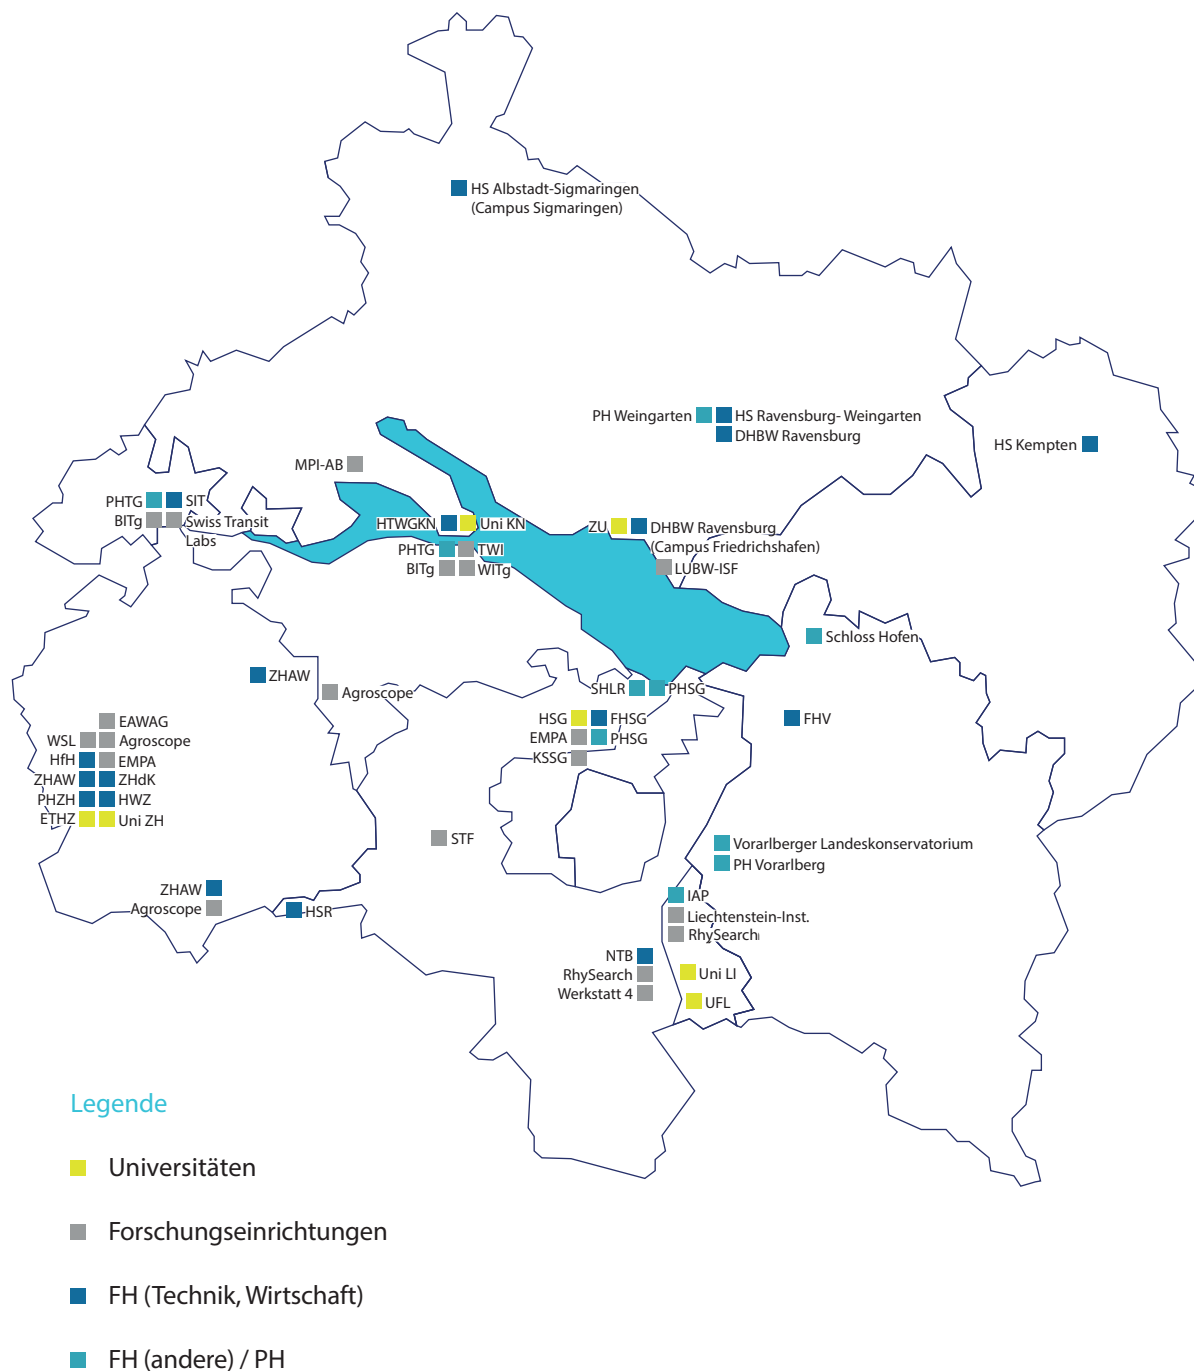 HS Albstadt-Sigmaringen
(Campus Sigmaringen)
PH Weingarten
HS Ravensburg- Weingarten
DHBW Ravensburg
HS Kempten
MPI-AB
PHTG
SIT
BITg
Swiss Transit
Labs
HTWGKN
Uni KN
ZU
DHBW Ravensburg
(Campus Friedrichshafen)
PHTG
TWI
BITg
WITg
LUBW-ISF
Schloss Hofen
ZHAW
Agroscope
SHLR
PHSG
HSG
FHSG
FHV
EMPA
PHSG
KSSG
EAWAG
WSL
Agroscope
HfH
EMPA
ZHAW
ZHdK
PHZH
HWZ
ETHZ
Uni ZH
STF
Vorarlberger Landeskonservatorium
PH Vorarlberg
ZHAW
Agroscope
HSR
IAP
Liechtenstein-Inst.
RhySearch
NTB
RhySearch
Werkstatt 4
Uni LI
UFL
Legende
Universitäten
Forschungseinrichtungen
FH (Technik, Wirtschaft)
FH (andere) / PH